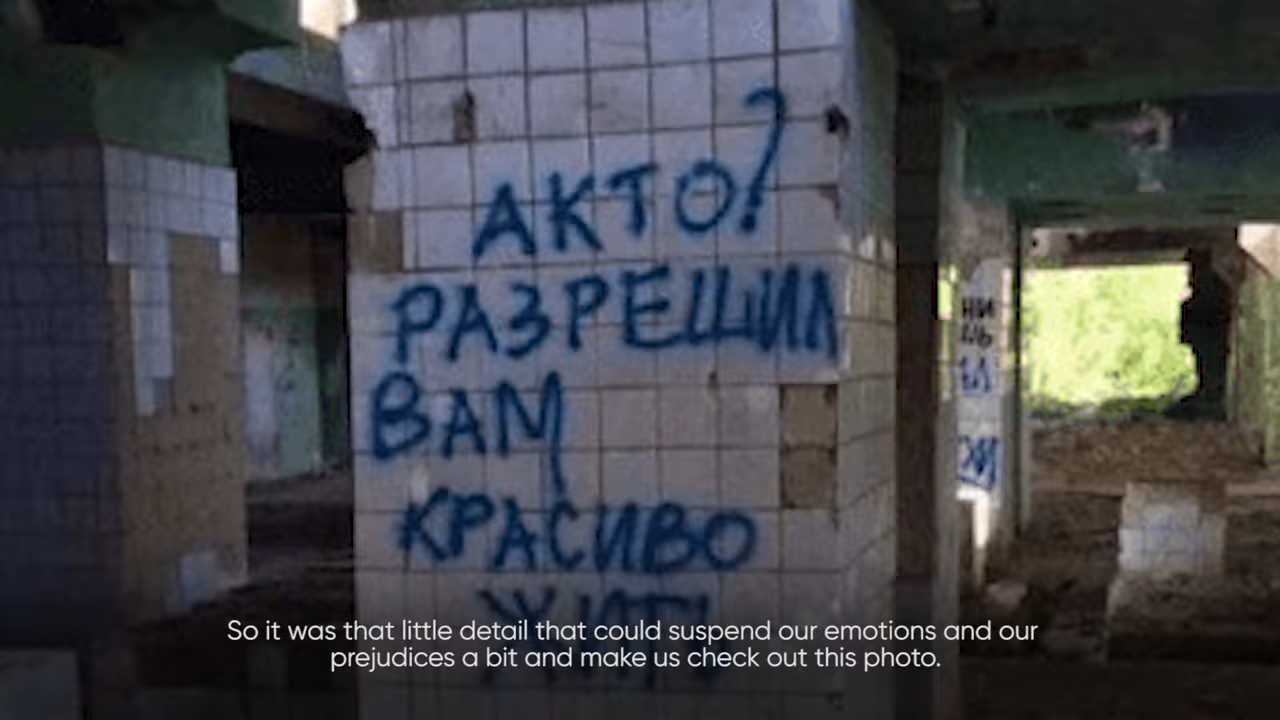 АКТО?
РАЗРЕШИЛ
ВАМ
КРАСИВО
ЖИТЬ
So it was that little detail that could suspend our emotions and our
prejudices a bit and make us check out this photo.